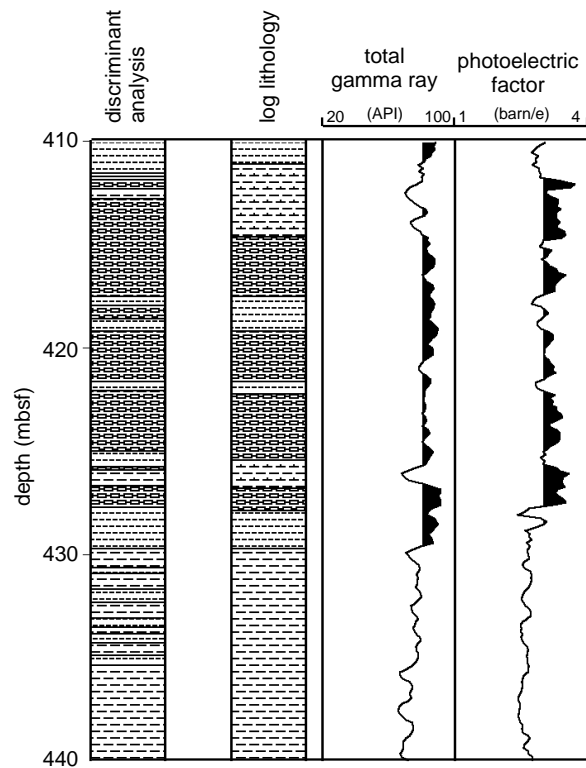 discriminant
analysis
log lithology
total
gamma ray
photoelectric
factor
20 (API) 100
1 (barn/e) 4
410
420
depth (mbsf)
430
440